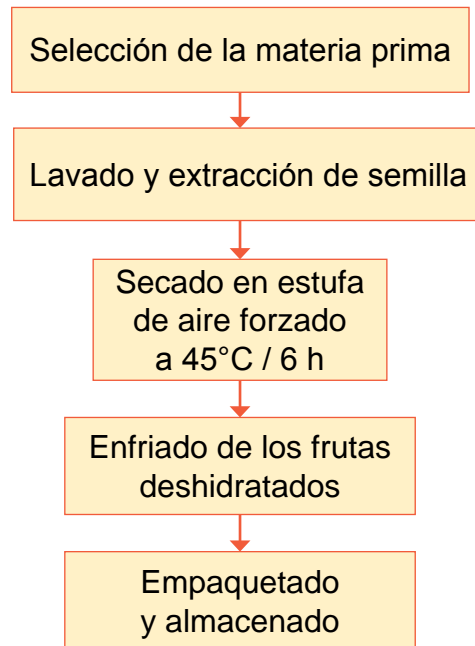 Selección de la materia prima
Lavado y extracción de semilla
Secado en estufa
de aire forzado
a 45°C / 6 h
Enfriado de los frutas
deshidratados
Empaquetado
y almacenado